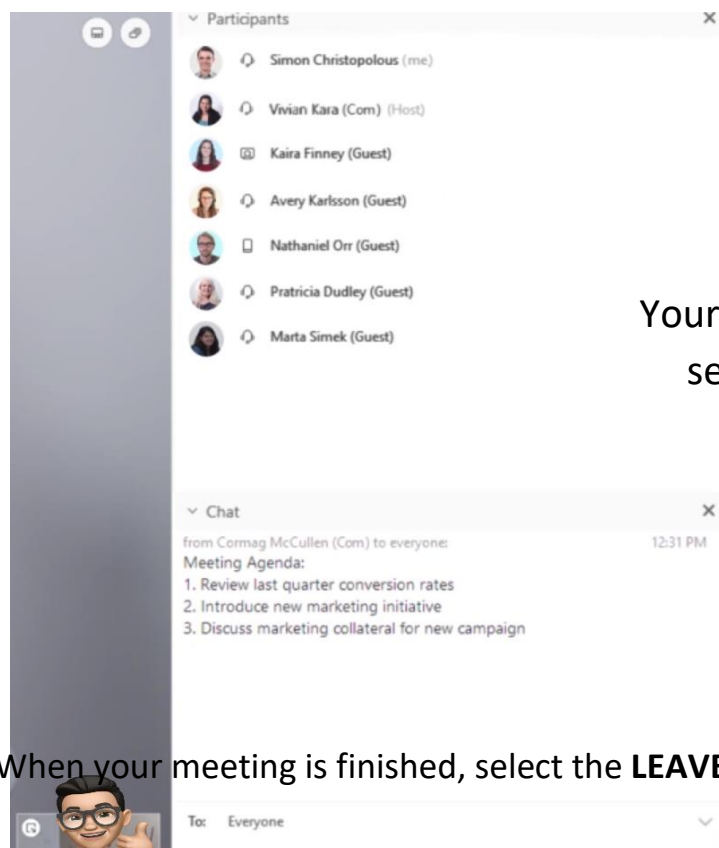 Participants
Simon Christopolous (me)
Vivian Kara (Com) (Host)
Kaira Finney (Guest)
Avery Karlsson (Guest)
Nathaniel Orr (Guest)
Pratricia Dudley (Guest)
Marta Simek (Guest)
Your
se
Chat
from Cormag McCullen (Com) to everyone: 12:31 PM
Meeting Agenda:
1. Review last quarter conversion rates
2. Introduce new marketing initiative
3. Discuss marketing collateral for new campaign
When your meeting is finished, select the LEAVE
To: Everyone